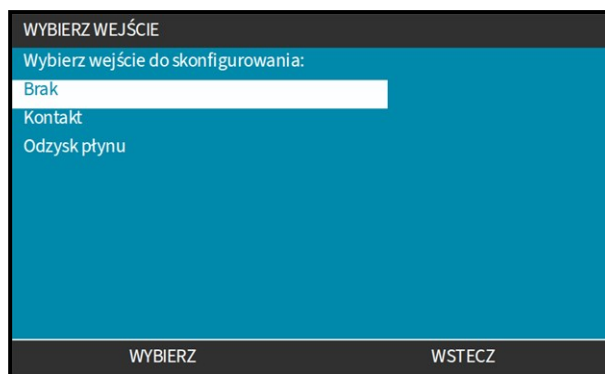 WYBIERZ WEJŚCIE
Wybierz wejście do skonfigurowania:
Brak
Kontakt
Odzysk płynu
WYBIERZ WSTECZ